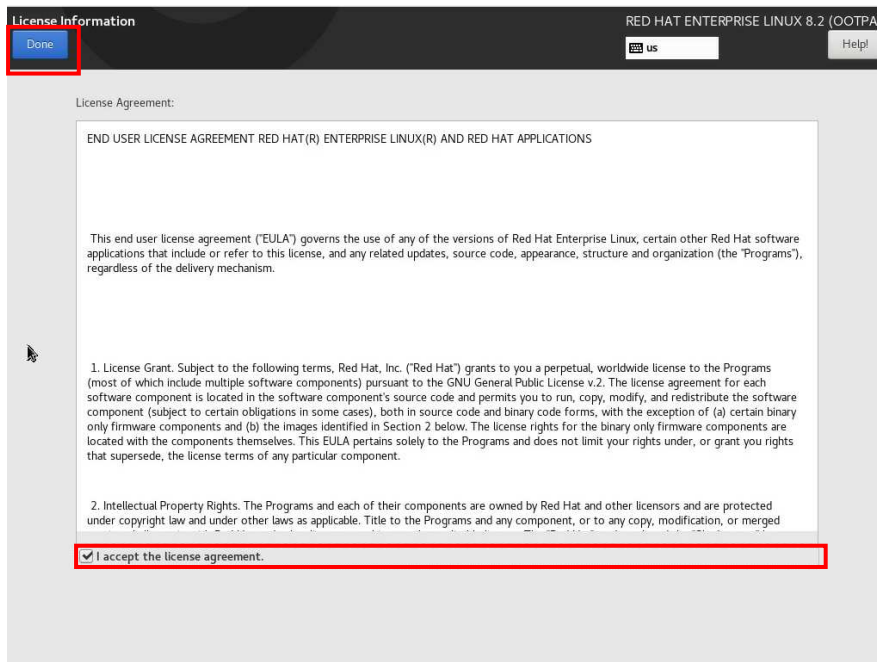 License Information
RED HAT ENTERPRISE LINUX 8.2 (OOTPA
Done
us
Help!
License Agreement:
END USER LICENSE AGREEMENT RED HAT(R) ENTERPRISE LINUX(R) AND RED HAT APPLICATIONS
This end user license agreement ("EULA") governs the use of any of the versions of Red Hat Enterprise Linux, certain other Red Hat software
applications that include or refer to this license, and any related updates, source code, appearance, structure and organization (the "Programs"),
regardless of the delivery mechanism.
1. License Grant. Subject to the following terms, Red Hat, Inc. ("Red Hat") grants to you a perpetual, worldwide license to the Programs
(most of which include multiple software components) pursuant to the GNU General Public License v.2. The license agreement for each
software component is located in the software component's source code and permits you to run, copy, modify, and redistribute the software
component (subject to certain obligations in some cases), both in source code and binary code forms, with the exception of (a) certain binary
only firmware components and (b) the images identified in Section 2 below. The license rights for the binary only firmware components are
located with the components themselves. This EULA pertains solely to the Programs and does not limit your rights under, or grant you rights
that supersede, the license terms of any particular component.
2. Intellectual Property Rights. The Programs and each of their components are owned by Red Hat and other licensors and are protected
under copyright law and under other laws as applicable. Title to the Programs and any component, or to any copy, modification, or merged
I accept the license agreement.